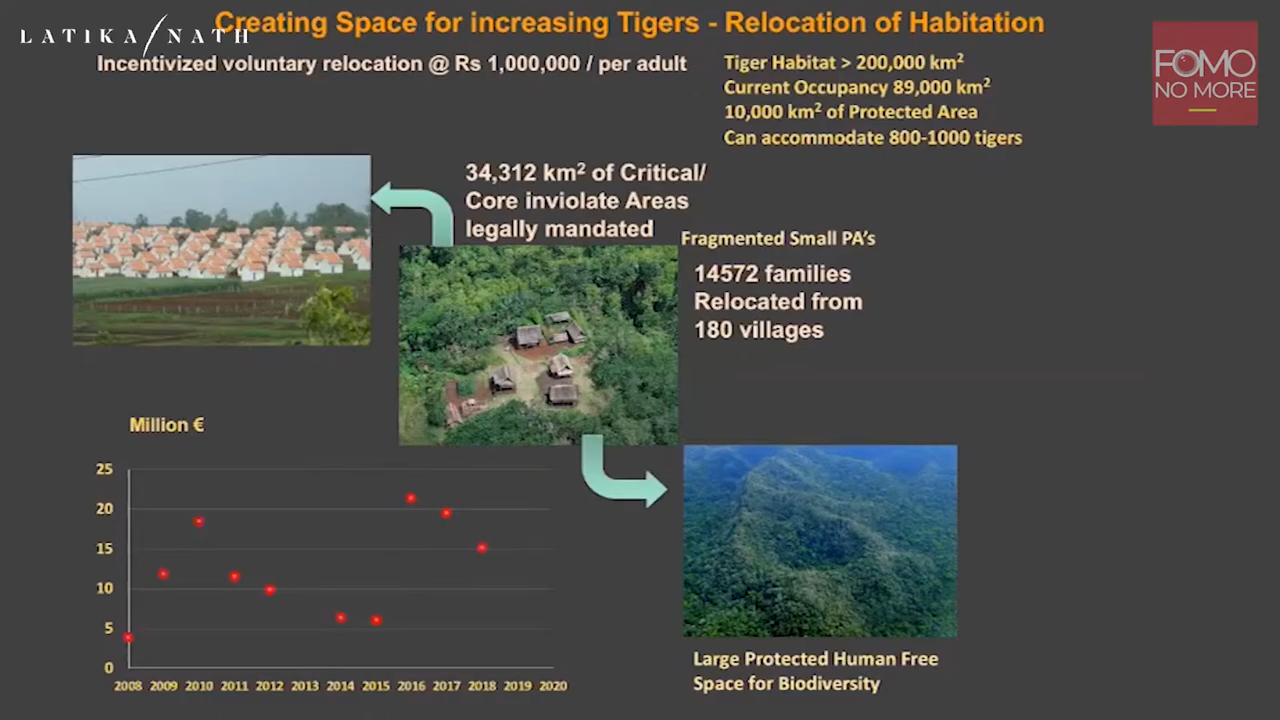 Creating Space for increasing Tigers - Relocation of Habitation
LATIKA/NATH
Incentivized voluntary relocation @ Rs 1,000,000 / per adult
Tiger Habitat > 200,000 km²
Current Occupancy 89,000 km²
10,000 km² of Protected Area
Can accommodate 800-1000 tigers
FOMO
NO MORE
34,312 km² of Critical/
Core inviolate Areas
legally mandated
Fragmented Small PA's
14572 families
Relocated from
180 villages
Million €
25
20
15
10
5
0
2008 2009 2010 2011 2012 2013 2014 2015 2016 2017 2018 2019 2020
Large Protected Human Free
Space for Biodiversity